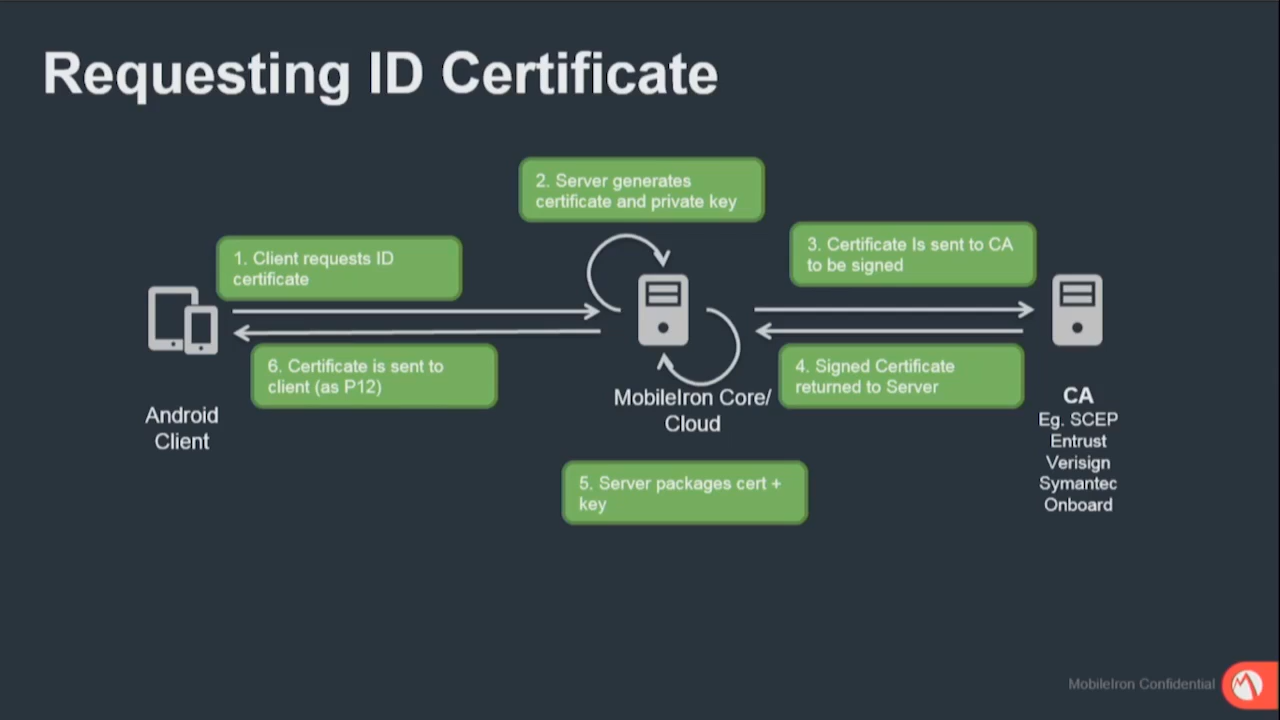 Requesting ID Certificate
2. Server generates
certificate and private key
1. Client requests ID
certificate
3. Certificate Is sent to CA
to be signed
6. Certificate is sent to
client (as P12)
4. Signed Certificate
returned to Server
Android
Client
MobileIron Core/
Cloud
CA
Eg. SCEP
Entrust
Verisign
Symantec
Onboard
5. Server packages cert +
key
MobileIron Confidential